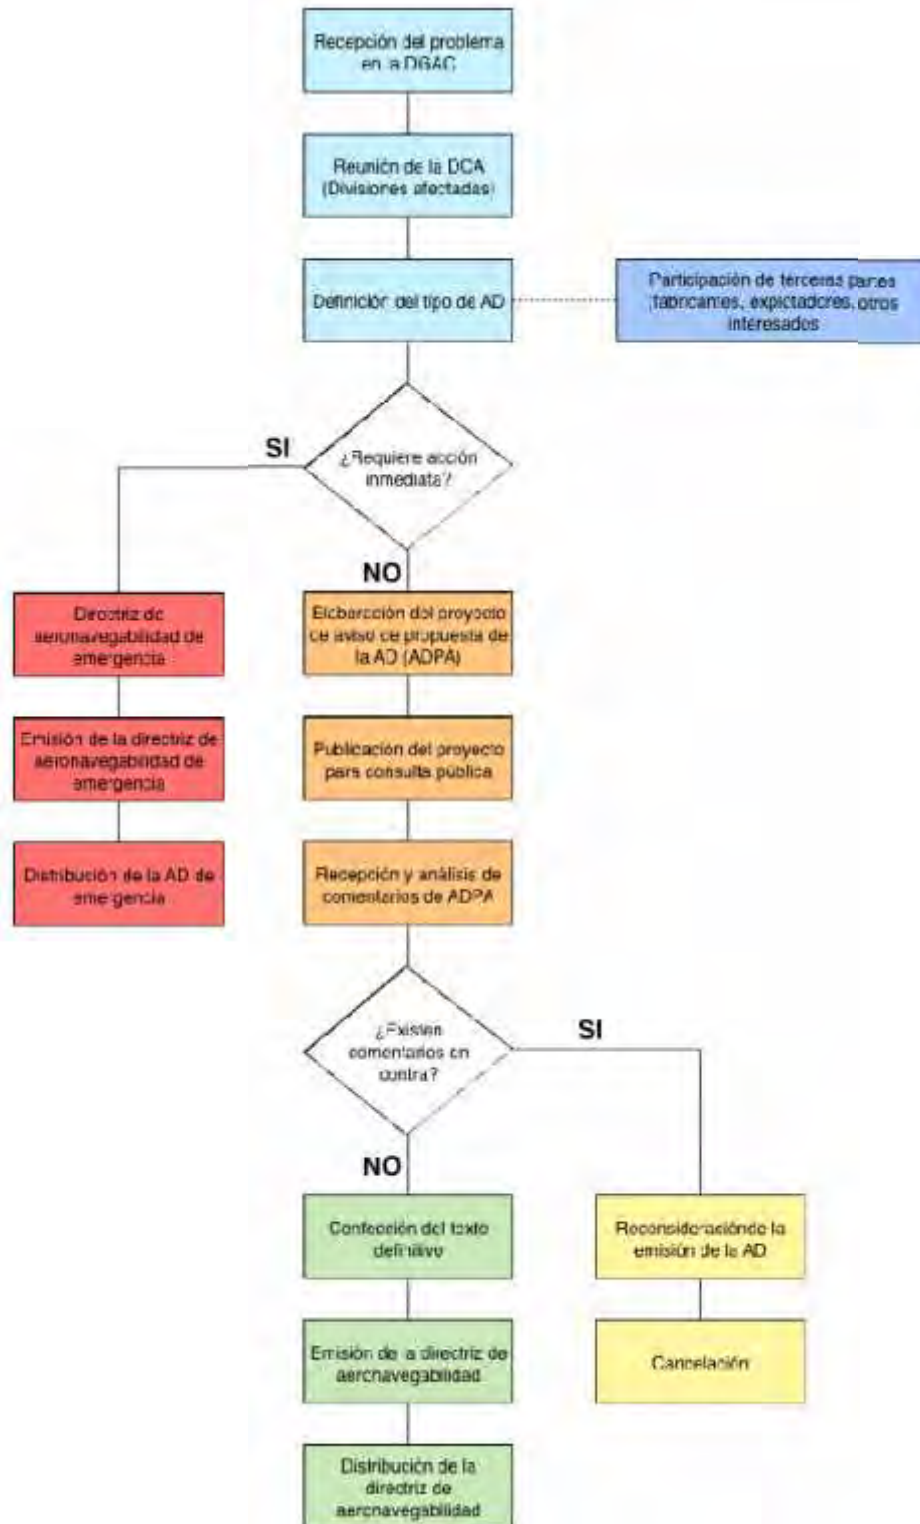 Recepción del problema
en la DGAC
Reunión de la DCA
(Divisiones afectadas)
Definición del tipo de AD
Participación de terceras partes
(fabricantes, explotadores, otros
interesados
¿Requiere acción
inmediata?
SI
NO
Directriz de
aeronavegabilidad de
emergencia
Elaboración del proyecto
de aviso de propuesta de
la AD (ADPA)
Emisión de la directriz de
aeronavegabilidad de
emergencia
Publicación del proyecto
para consulta pública
Distribución de la AD de
emergencia
Recepción y análisis de
comentarios de ADPA
¿Existen
comentarios en
contra?
SI
NO
Confección del texto
definitivo
Reconsideraciónde la
emisión de la AD
Emisión de la directriz de
aeronavegabilidad
Cancelación
Distribución de la
directriz de
aeronavegabilidad